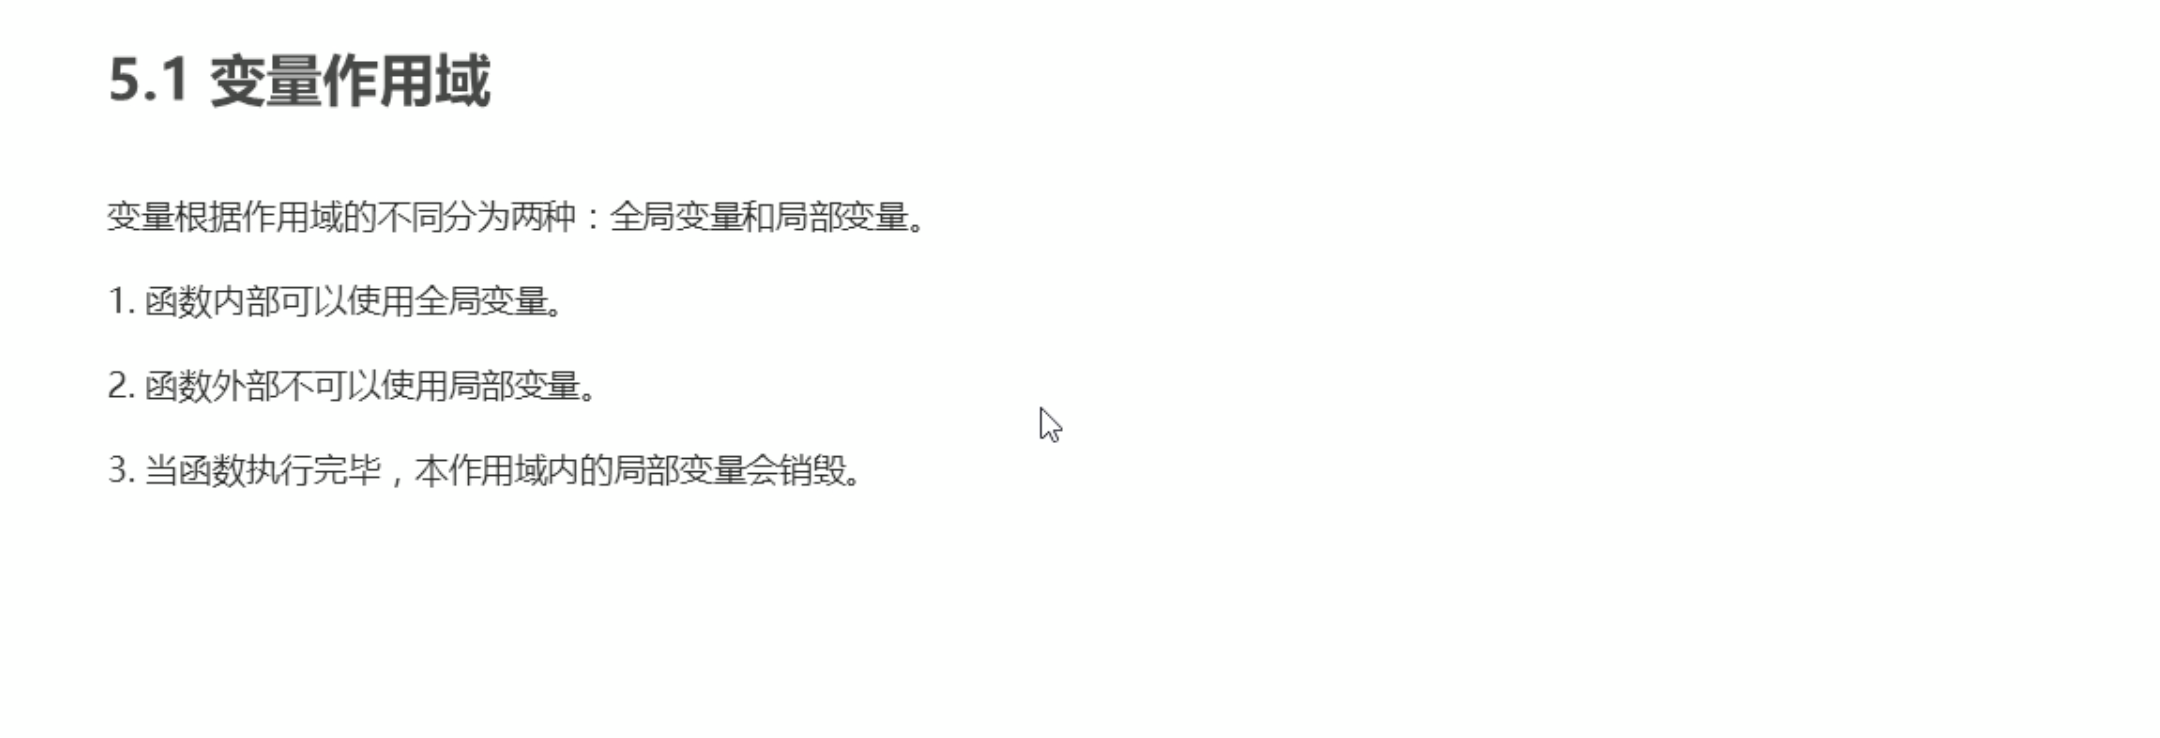 5.1 变量作用域
变量根据作用域的不同分为两种：全局变量和局部变量。
1. 函数内部可以使用全局变量。
2. 函数外部不可以使用局部变量。
3. 当函数执行完毕，本作用域内的局部变量会销毁。